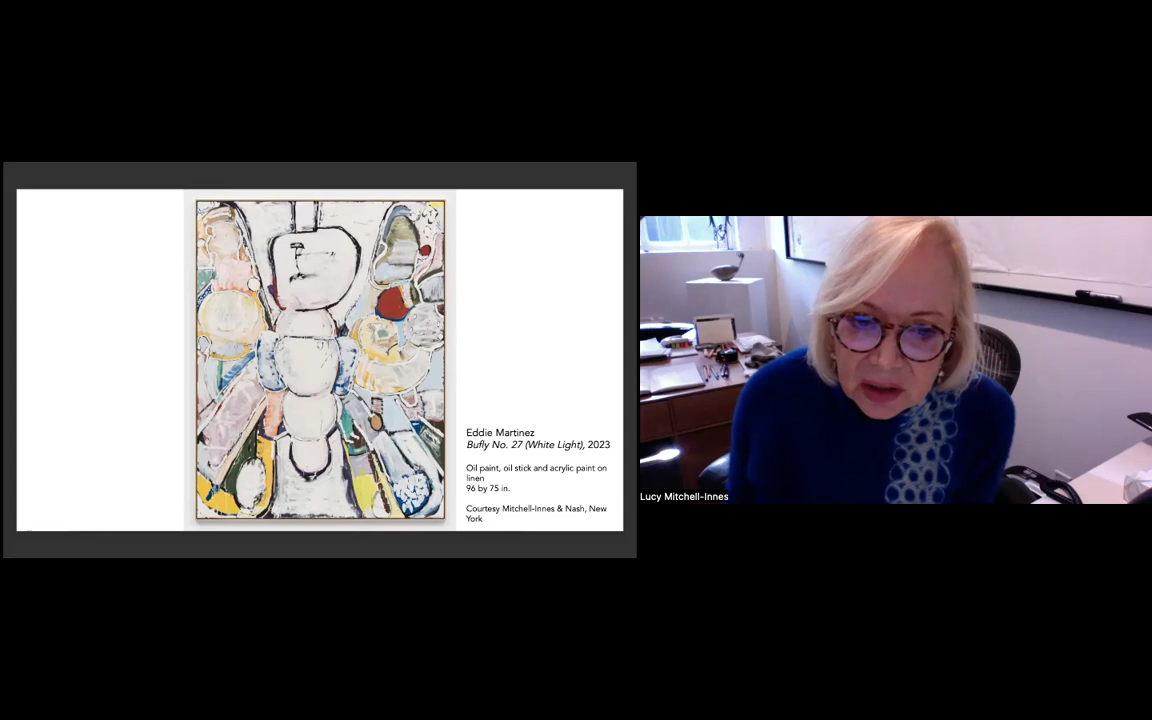 Eddie Martinez
Bufly No. 27 (White Light), 2023
Oil paint, oil stick and acrylic paint on
linen
96 by 75 in.
Courtesy Mitchell-Innes & Nash, New
York
Lucy Mitchell-Innes